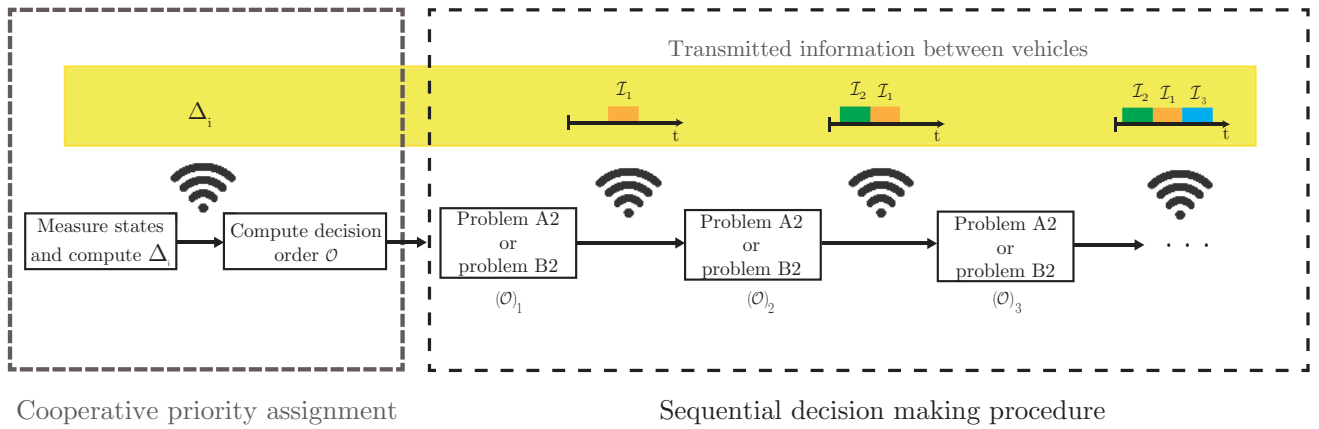 Transmitted information between vehicles
Δᵢ
ℐ₁
t
ℐ₂ ℐ₁
t
ℐ₂ ℐ₁ ℐ₃
t
Measure states
and compute Δᵢ
Compute decision
order 𝒪
Problem A2
or
problem B2
(𝒪)₁
Problem A2
or
problem B2
(𝒪)₂
Problem A2
or
problem B2
(𝒪)₃
. . .
Cooperative priority assignment
Sequential decision making procedure